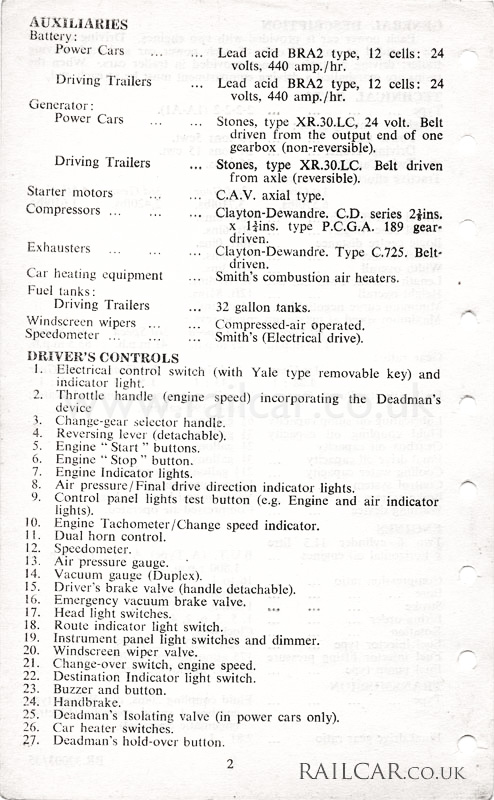 AUXILIARIES
Battery:
Power Cars ... ... Lead acid BRA2 type, 12 cells: 24
volts, 440 amp./hr.
Driving Trailers ... Lead acid BRA2 type, 12 cells: 24
volts, 440 amp./hr.
Generator:
Power Cars ... ... Stones, type XR.30.LC, 24 volt. Belt
driven from the output end of one
gearbox (non-reversible).
Driving Trailers ... Stones, type XR.30.LC. Belt driven
from axle (reversible).
Starter motors ... C.A.V. axial type.
Compressors ... ... ... Clayton-Dewandre. C.D. series 2⅜ins.
x 1¾ins. type P.C.G.A. 189 gear-
driven.
Exhausters ... ... ... Clayton-Dewandre. Type C.725. Belt-
driven.
Car heating equipment ... Smith's combustion air heaters.
Fuel tanks:
Driving Trailers ... 32 gallon tanks.
Windscreen wipers ... ... Compressed-air operated.
Speedometer ... ... ... Smith's (Electrical drive).
DRIVER'S CONTROLS
1. Electrical control switch (with Yale type removable key) and
indicator light.
2. Throttle handle (engine speed) incorporating the Deadman's
device
www.railcar.co.uk
3. Change-gear selector handle.
4. Reversing lever (detachable).
5. Engine "Start" buttons.
6. Engine "Stop" button.
7. Engine Indicator lights.
8. Air pressure/Final drive direction indicator lights.
9. Control panel lights test button (e.g. Engine and air indicator
lights).
10. Engine Tachometer/Change speed indicator.
11. Dual horn control.
12. Speedometer.
13. Air pressure gauge.
14. Vacuum gauge (Duplex).
15. Driver's brake valve (handle detachable).
16. Emergency vacuum brake valve.
17. Head light switches.
18. Route indicator light switch.
19. Instrument panel light switches and dimmer.
20. Windscreen wiper valve.
21. Change-over switch, engine speed.
22. Destination Indicator light switch.
23. Buzzer and button.
24. Handbrake.
25. Deadman's Isolating valve (in power cars only).
26. Car heater switches.
27. Deadman's hold-over button.
2
RAILCAR.CO.UK